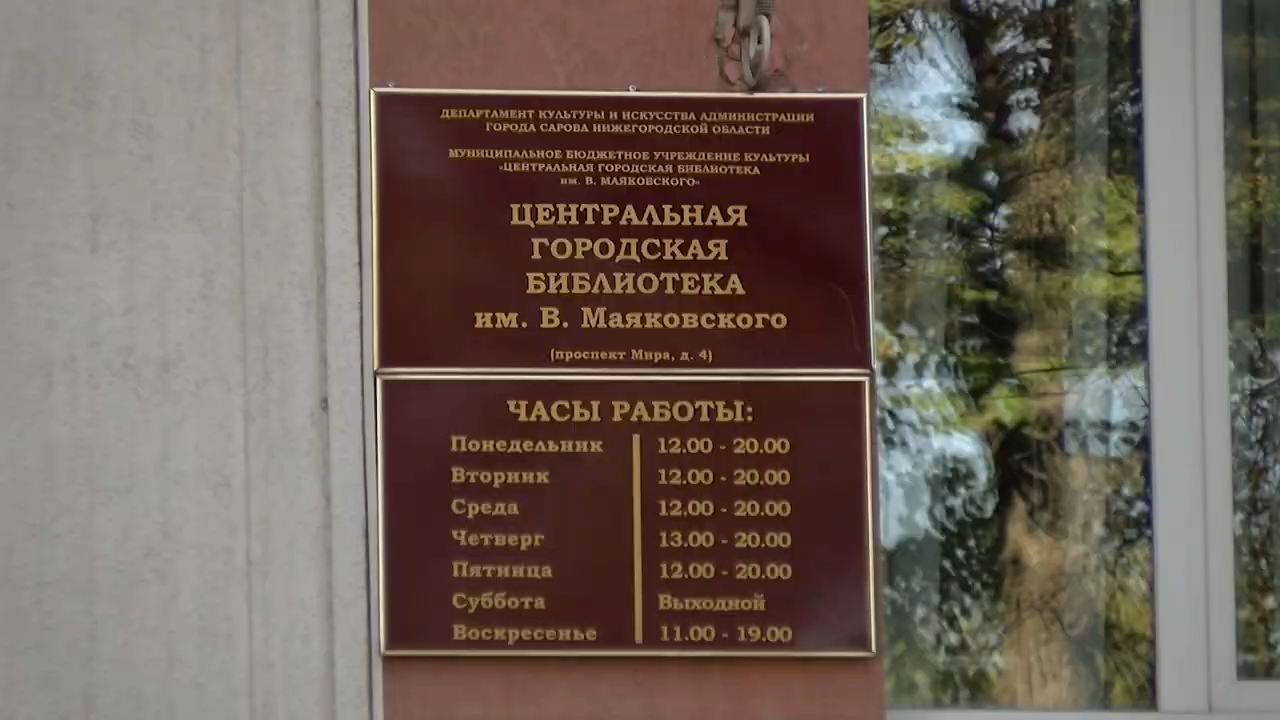 ДЕПАРТАМЕНТ КУЛЬТУРЫ И ИСКУССТВА АДМИНИСТРАЦИИ
ГОРОДА САРОВА НИЖЕГОРОДСКОЙ ОБЛАСТИ
МУНИЦИПАЛЬНОЕ БЮДЖЕТНОЕ УЧРЕЖДЕНИЕ КУЛЬТУРЫ
«ЦЕНТРАЛЬНАЯ ГОРОДСКАЯ БИБЛИОТЕКА
им. В. МАЯКОВСКОГО»
ЦЕНТРАЛЬНАЯ
ГОРОДСКАЯ
БИБЛИОТЕКА
им. В. Маяковского
(проспект Мира, д. 4)
ЧАСЫ РАБОТЫ:
Понедельник 12.00 - 20.00
Вторник 12.00 - 20.00
Среда 12.00 - 20.00
Четверг 13.00 - 20.00
Пятница 12.00 - 20.00
Суббота Выходной
Воскресенье 11.00 - 19.00